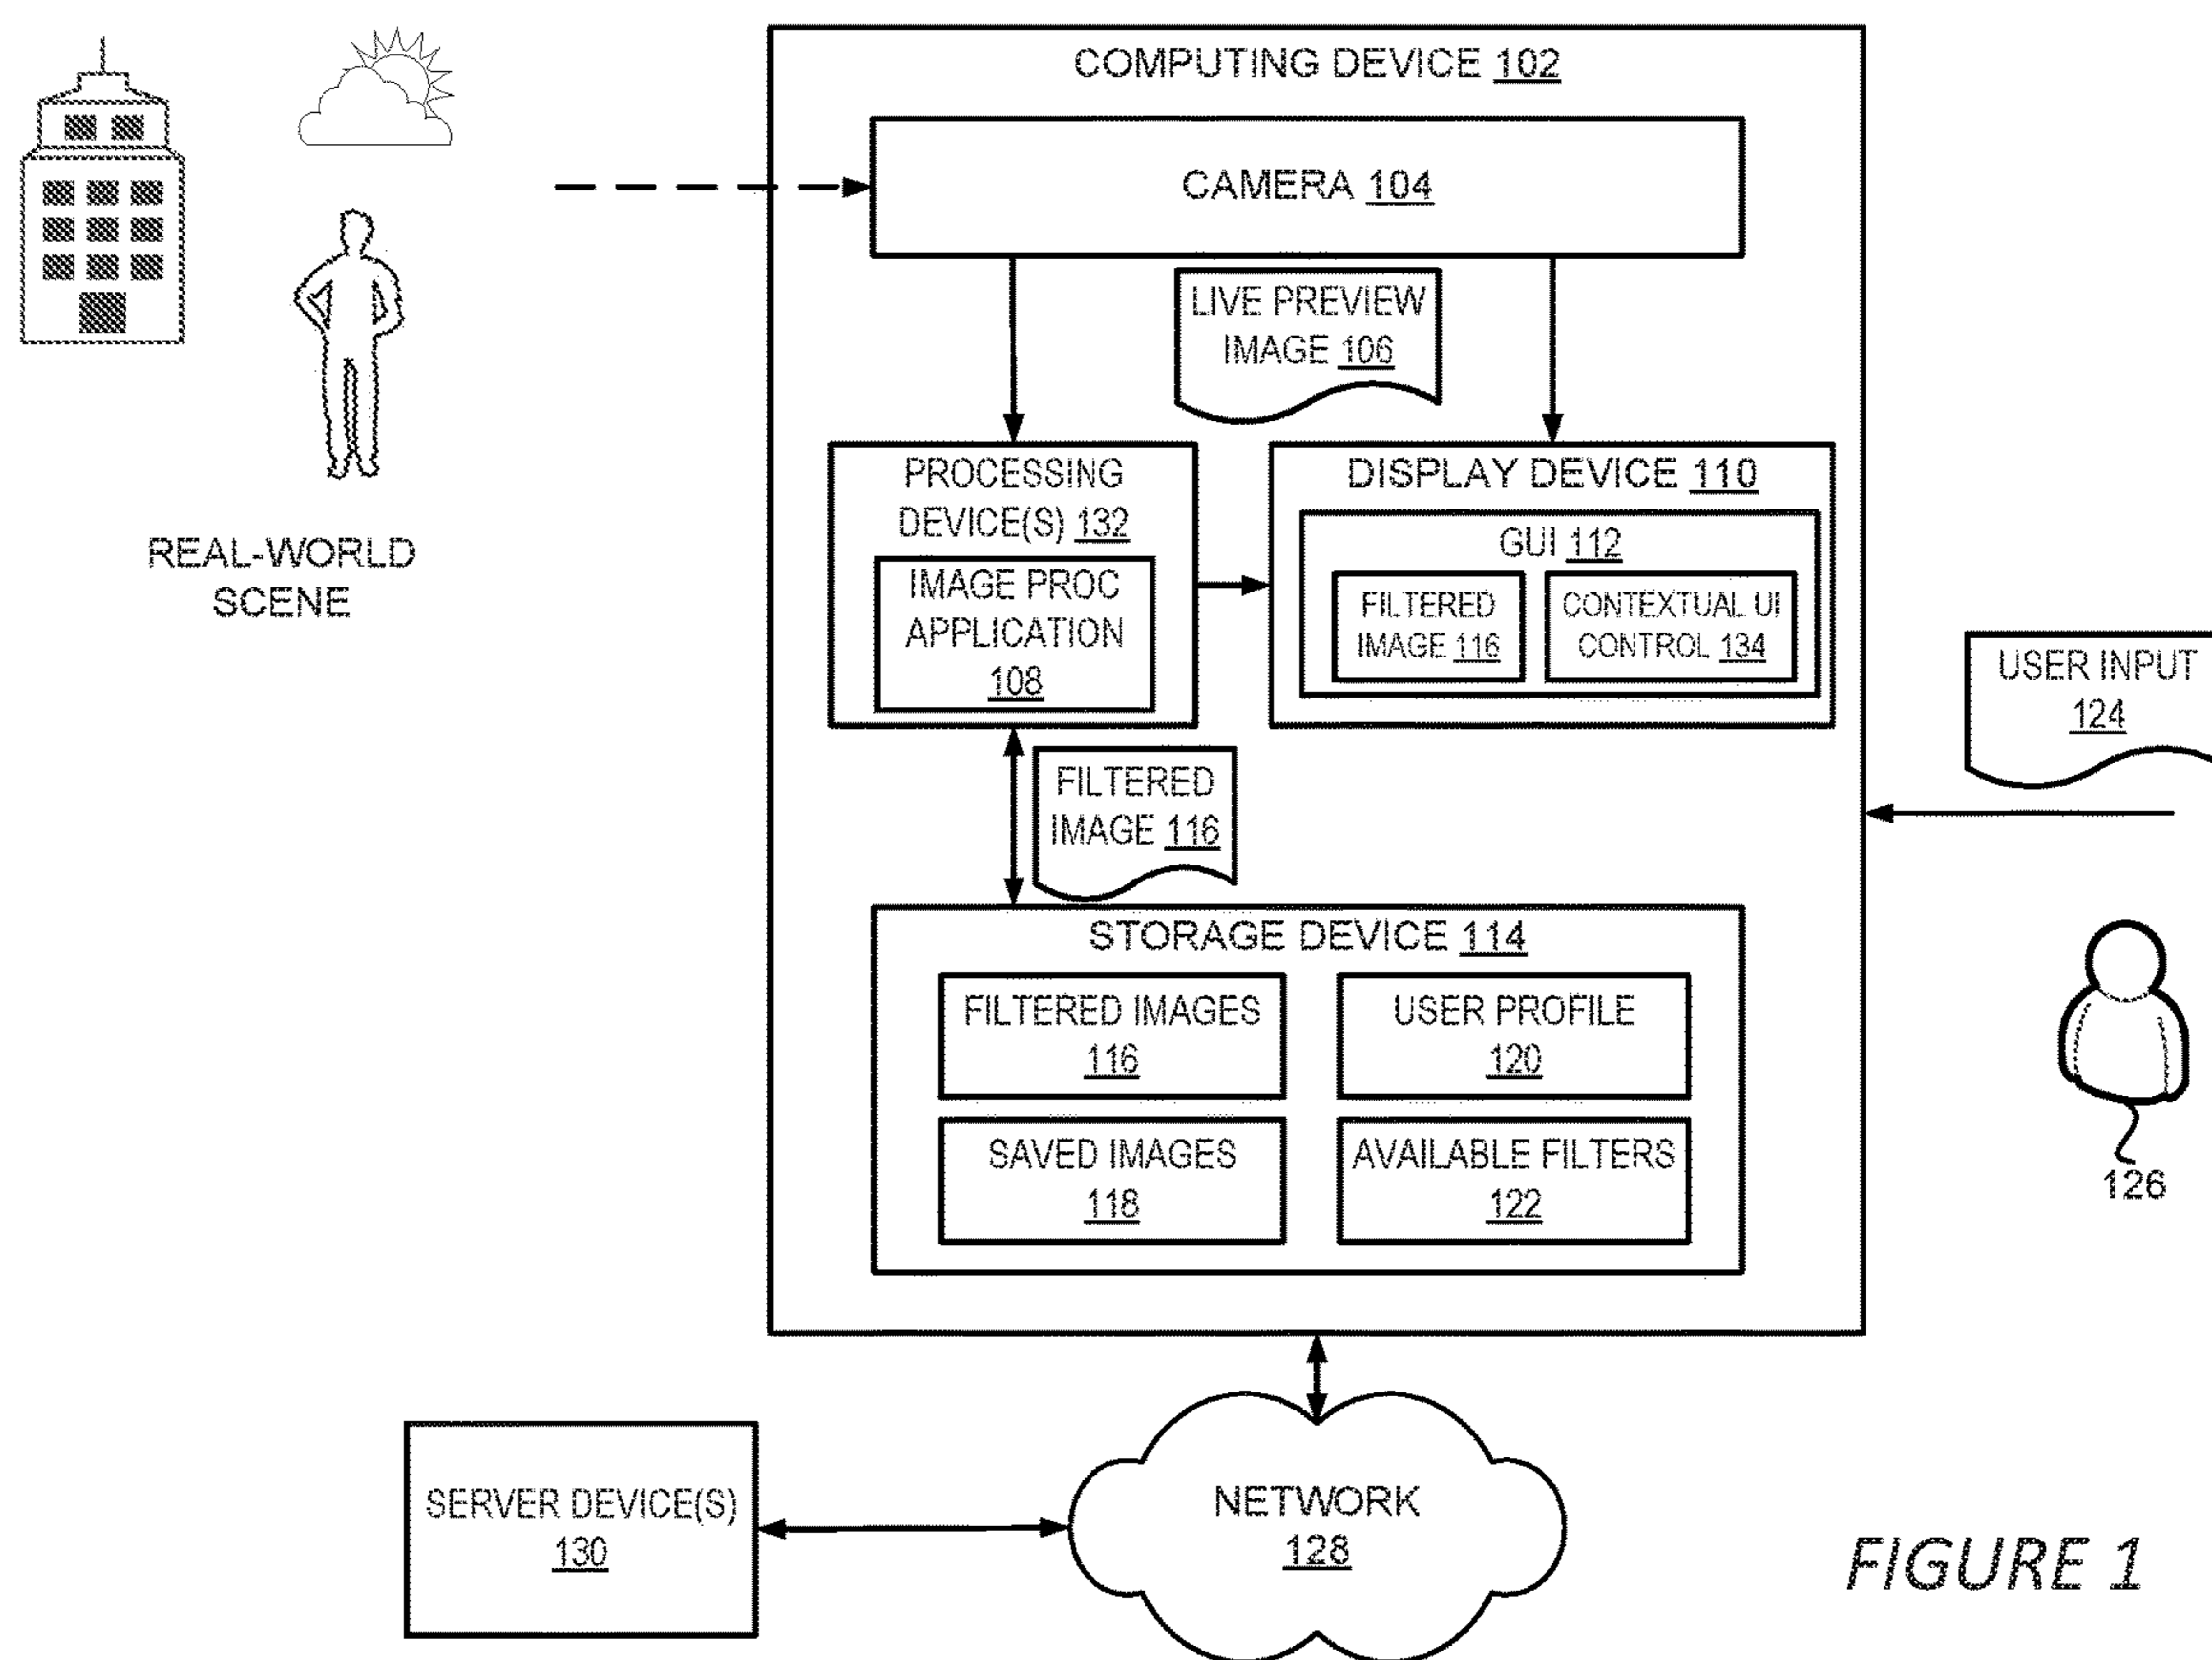 COMPUTING DEVICE 102
CAMERA 104
LIVE PREVIEW
IMAGE 106
PROCESSING
DEVICE(S) 132
IMAGE PROC
APPLICATION
108
DISPLAY DEVICE 110
GUI 112
FILTERED
IMAGE 116
CONTEXTUAL UI
CONTROL 134
REAL-WORLD
SCENE
USER INPUT
124
FILTERED
IMAGE 116
STORAGE DEVICE 114
FILTERED IMAGES
116
USER PROFILE
120
SAVED IMAGES
118
AVAILABLE FILTERS
122
126
SERVER DEVICE(S)
130
NETWORK
128
FIGURE 1